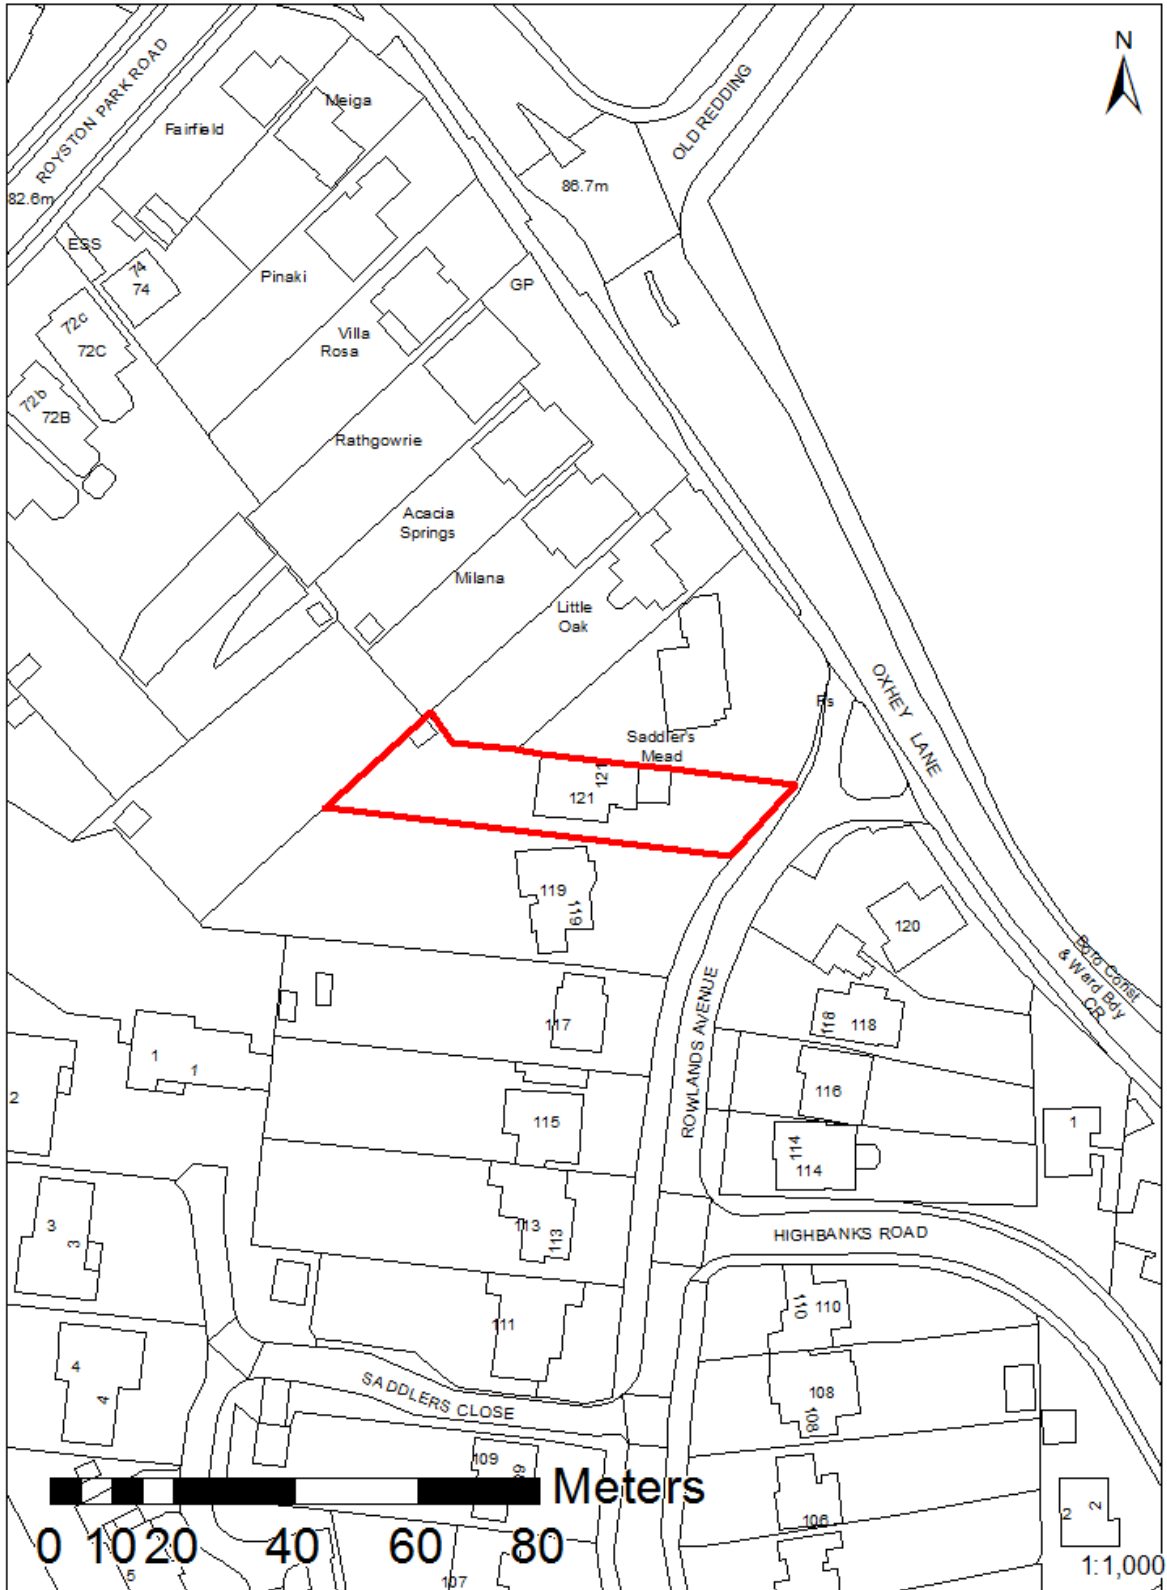 N
ROYSTON PARK ROAD
Meiga
Fairfield
OLD REDDING
82.6m
86.7m
ESS
74
74
Pinaki
GP
72c
72C
Villa
Rosa
72b
72B
Rathgowrie
Acacia
Springs
Milana
Little
Oak
OXHEY LANE
Saddler's
Mead
121
121
119
119
120
Boro Const
& Ward Bdy
CR
ROWLANDS AVENUE
117
118
118
1
1
2
116
115
114
114
1
113
113
3
3
HIGHBANKS ROAD
110
110
111
4
4
108
108
SADDLERS CLOSE
109
106
2
2
107
5
Meters
0 10 20 40 60 80
1:1,000